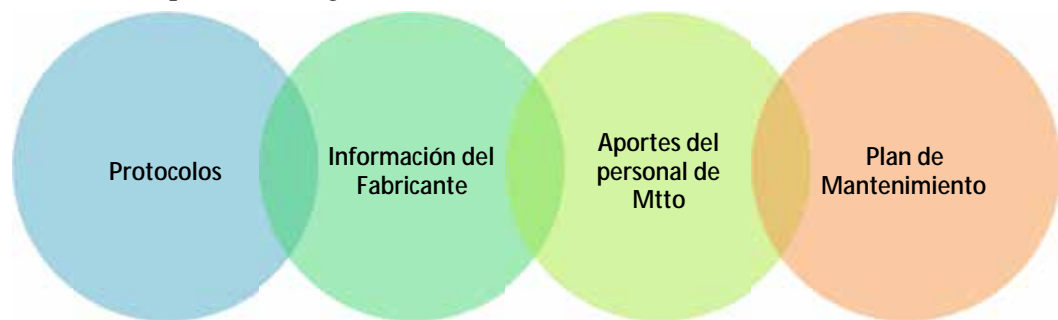 Protocolos
Información del
Fabricante
Aportes del
personal de
Mtto
Plan de
Mantenimiento